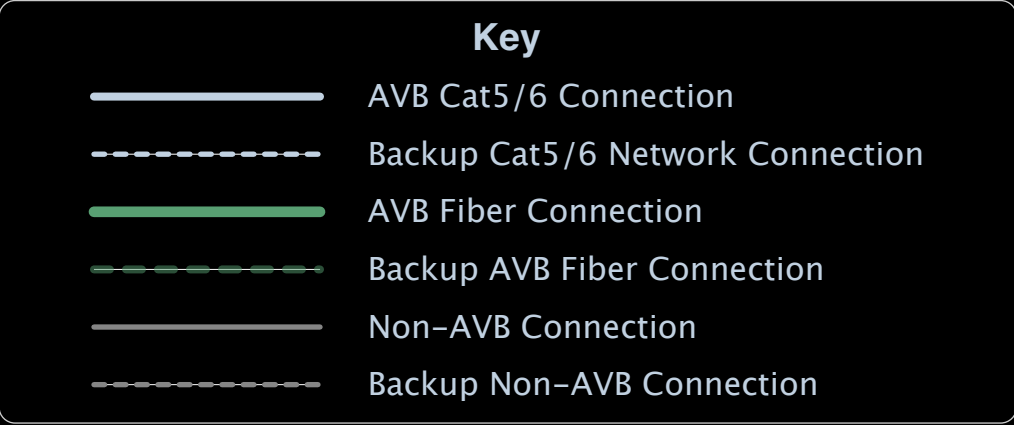 Key
AVB Cat5/6 Connection
Backup Cat5/6 Network Connection
AVB Fiber Connection
Backup AVB Fiber Connection
Non-AVB Connection
Backup Non-AVB Connection